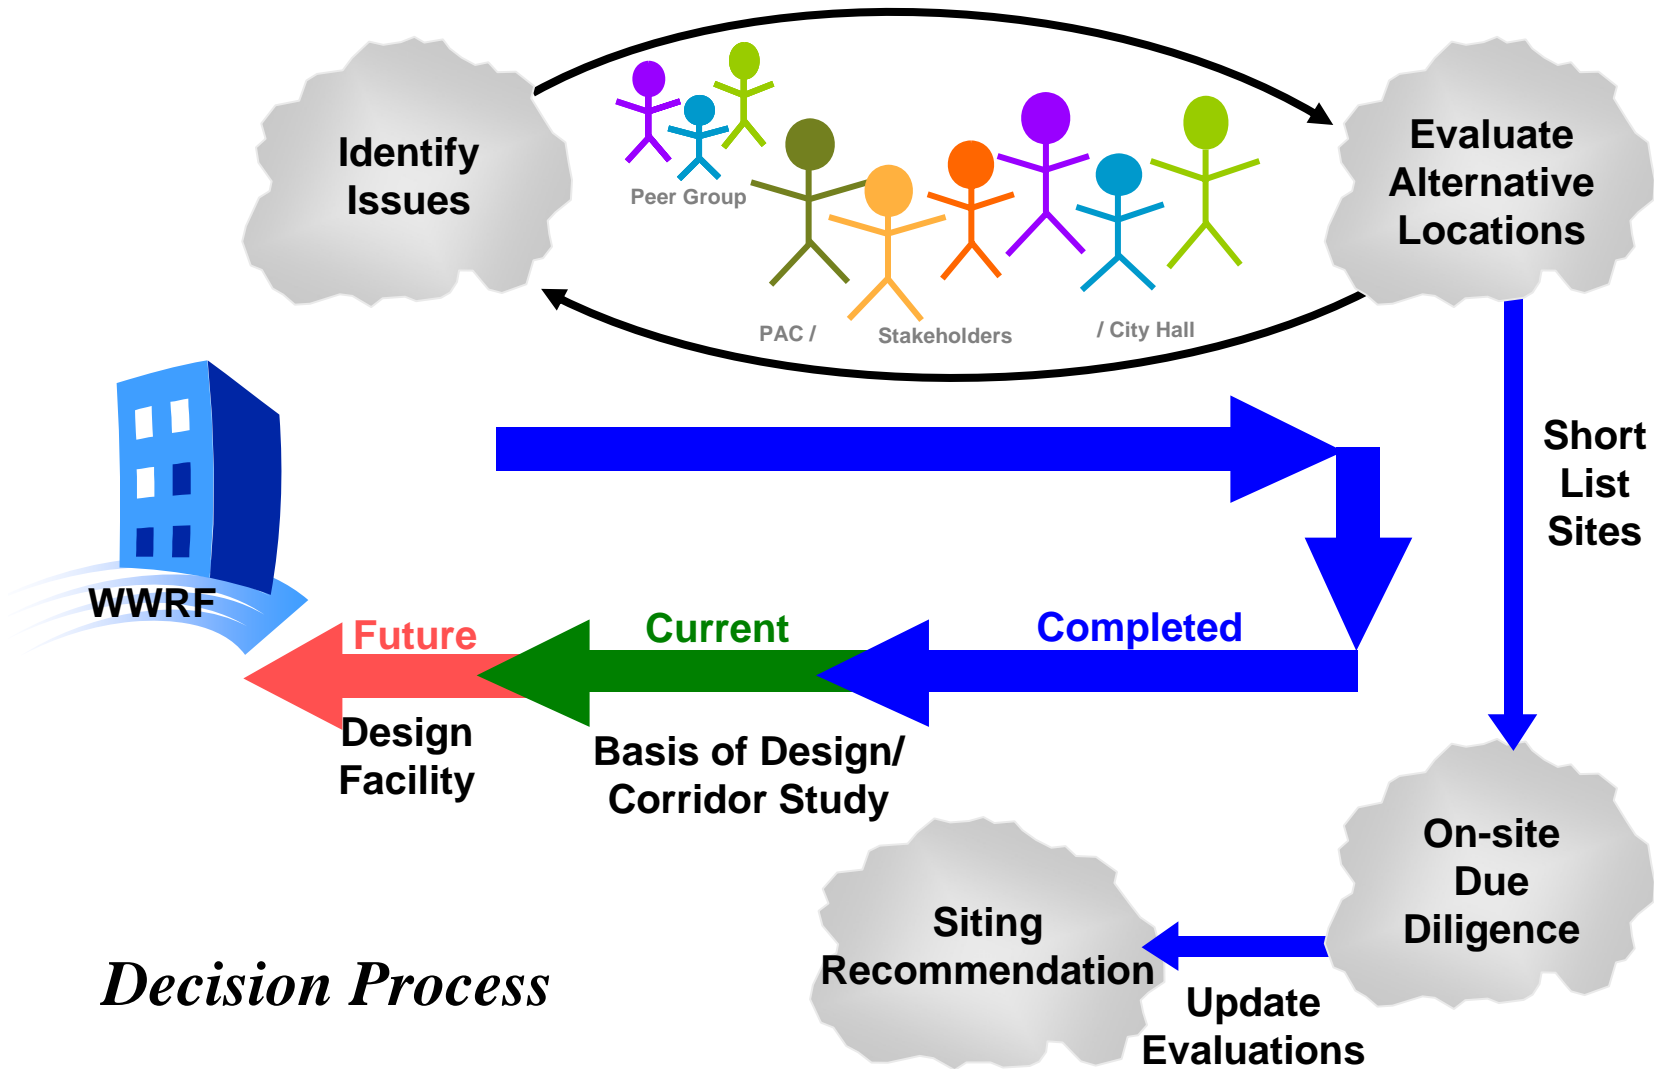 Identify
Issues
Peer Group
PAC /
Stakeholders
/ City Hall
Evaluate
Alternative
Locations
Short
List
Sites
WWRF
Future
Current
Completed
Design
Facility
Basis of Design/
Corridor Study
On-site
Due
Diligence
Siting
Recommendation
Update
Evaluations
Decision Process